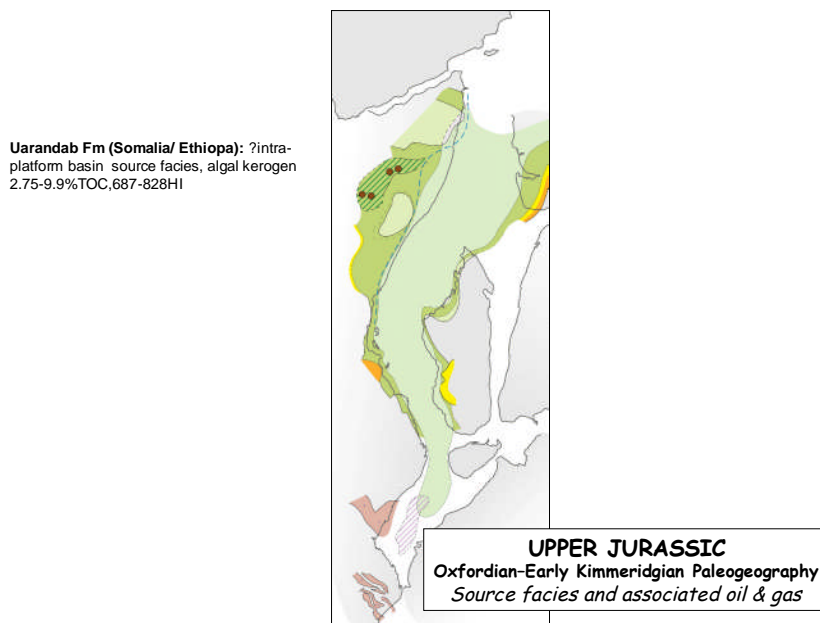 Uarandab Fm (Somalia/ Ethiopa): ?intra-
platform basin source facies, algal kerogen
2.75-9.9%TOC,687-828HI
UPPER JURASSIC
Oxfordian–Early Kimmeridgian Paleogeography
Source facies and associated oil & gas